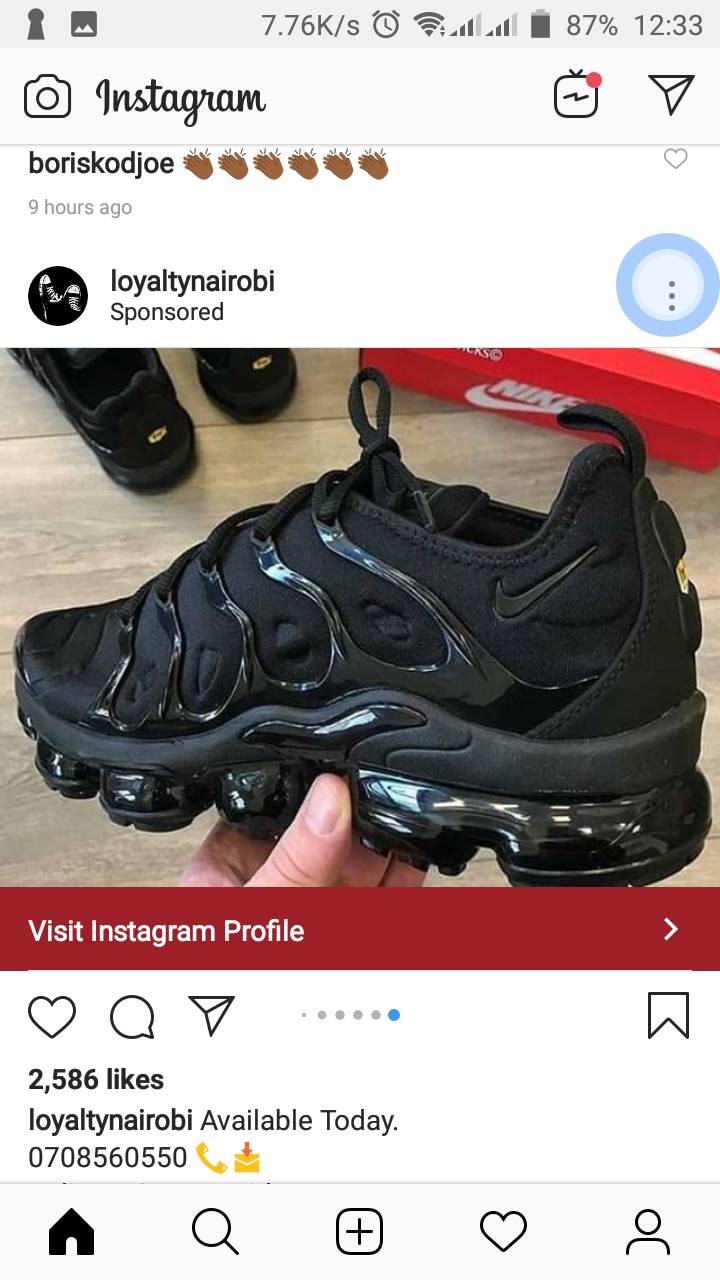 7.76K/s 87% 12:33
Instagram
boriskodjoe 👏🏾👏🏾👏🏾👏🏾👏🏾👏🏾
9 hours ago
loyaltynairobi
Sponsored
NIKE
Visit Instagram Profile
2,586 likes
loyaltynairobi Available Today.
0708560550 📞📩